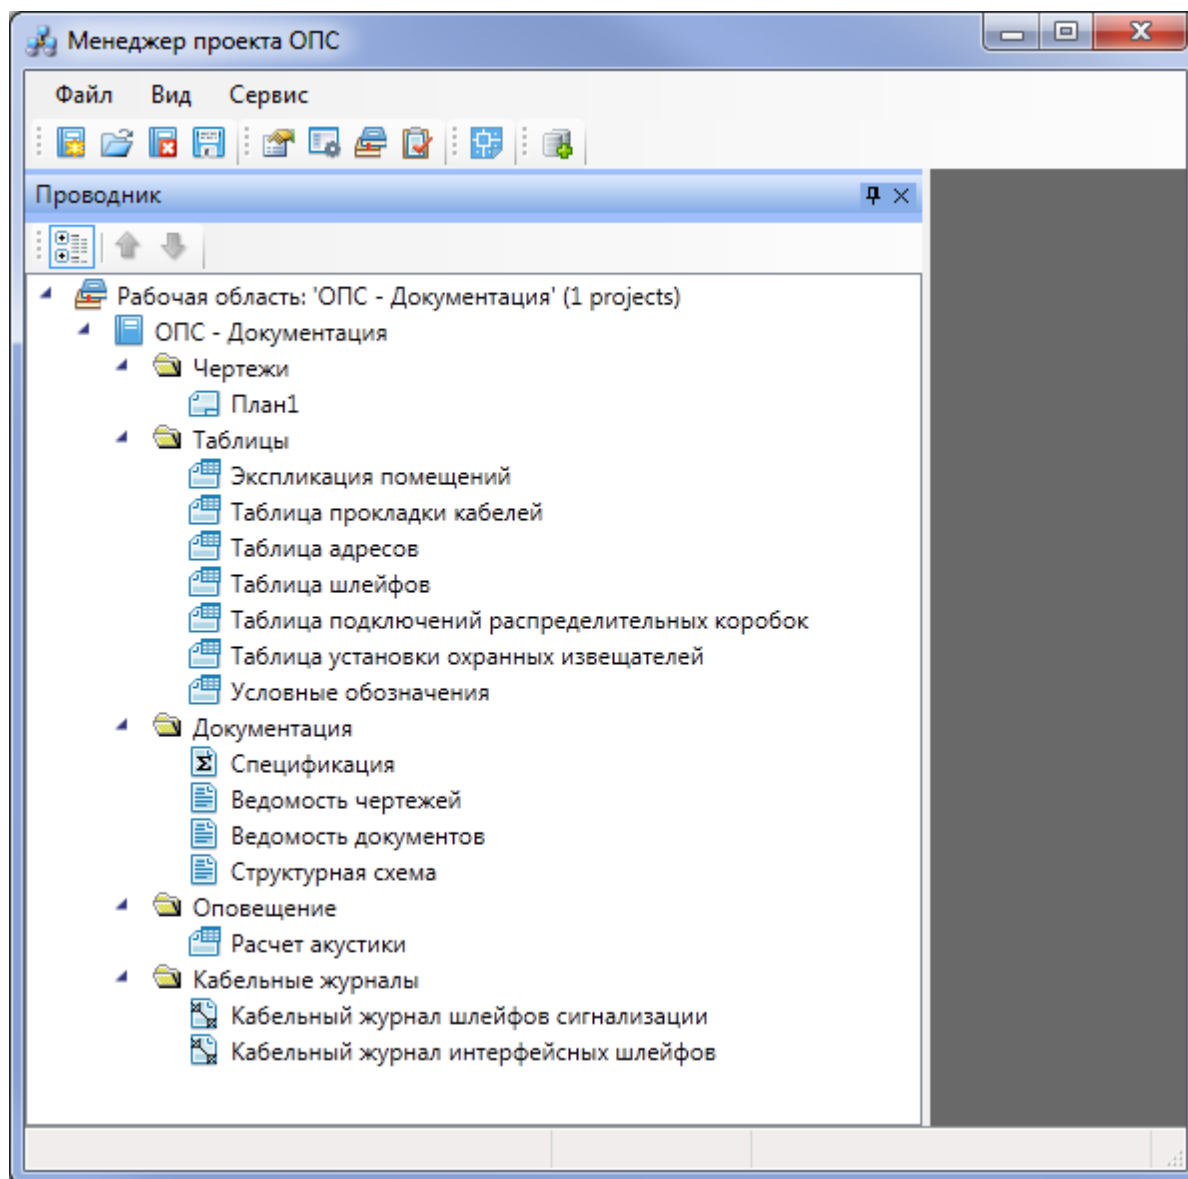 Менеджер проекта ОПС
Файл Вид Сервис
Проводник
Рабочая область: 'ОПС - Документация' (1 projects)
ОПС - Документация
Чертежи
План1
Таблицы
Экспликация помещений
Таблица прокладки кабелей
Таблица адресов
Таблица шлейфов
Таблица подключений распределительных коробок
Таблица установки охранных извещателей
Условные обозначения
Документация
Спецификация
Ведомость чертежей
Ведомость документов
Структурная схема
Оповещение
Расчет акустики
Кабельные журналы
Кабельный журнал шлейфов сигнализации
Кабельный журнал интерфейсных шлейфов